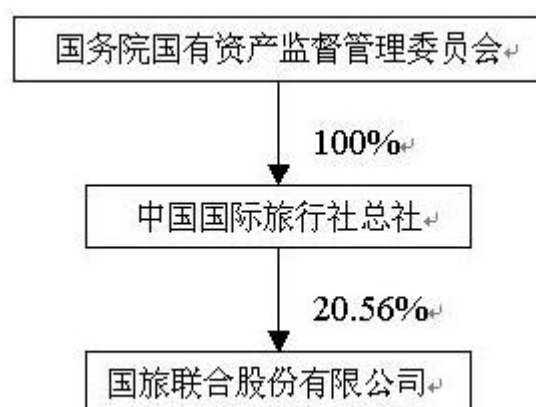 国务院国有资产监督管理委员会
100%
中国国际旅行社总社
20.56%
国旅联合股份有限公司